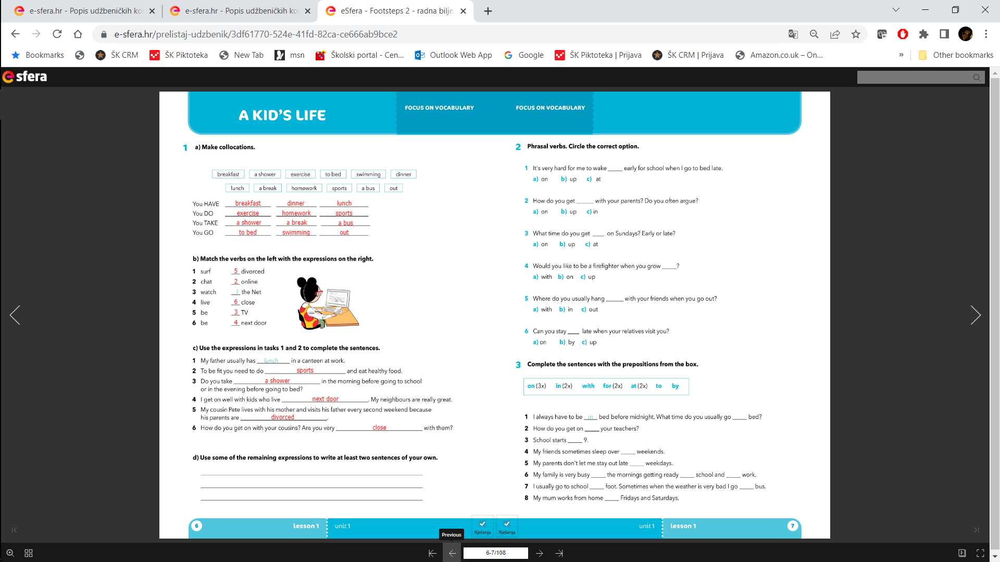 e-sfera.hr - Popis udžbeničkih ko
e-sfera.hr - Popis udžbeničkih ko
eSfera - Footsteps 2 - radna bilje
e-sfera.hr/prelistaj-udzbenik/3df61770-524e-41fd-82ca-ce666ab9bce2
Bookmarks ŠK CRM ŠK Piktoteka New Tab msn Školski portal - Cen... Outlook Web App Google ŠK Piktoteka | Prijava ŠK CRM | Prijava Amazon.co.uk – On... » Other bookmarks
esfera
A KID'S LIFE
FOCUS ON VOCABULARY
1 a) Make collocations.
breakfast a shower exercise to bed swimming dinner
lunch a break homework sports a bus out
You HAVE breakfast dinner lunch
You DO exercise homework sports
You TAKE a shower a break a bus
You GO to bed swimming out
b) Match the verbs on the left with the expressions on the right.
1 surf 5 divorced
2 chat 2 online
3 watch 1 the Net
4 live 6 close
5 be 3 TV
6 be 4 next door
c) Use the expressions in tasks 1 and 2 to complete the sentences.
1 My father usually has lunch in a canteen at work.
2 To be fit you need to do sports and eat healthy food.
3 Do you take a shower in the morning before going to school
or in the evening before going to bed?
4 I get on well with kids who live next door. My neighbours are really great.
5 My cousin Pete lives with his mother and visits his father every second weekend because
his parents are divorced.
6 How do you get on with your cousins? Are you very close with them?
d) Use some of the remaining expressions to write at least two sentences of your own.
6 lesson 1 unit 1
FOCUS ON VOCABULARY
2 Phrasal verbs. Circle the correct option.
1 It's very hard for me to wake _____ early for school when I go to bed late.
a) on b) up c) at
2 How do you get ______ with your parents? Do you often argue?
a) on b) up c) in
3 What time do you get ____ on Sundays? Early or late?
a) on b) up c) at
4 Would you like to be a firefighter when you grow _____?
a) with b) on c) up
5 Where do you usually hang ______ with your friends when you go out?
a) with b) in c) out
6 Can you stay ____ late when your relatives visit you?
a) on b) by c) up
3 Complete the sentences with the prepositions from the box.
on (3x) in (2x) with for (2x) at (2x) to by
1 I always have to be in bed before midnight. What time do you usually go _____ bed?
2 How do you get on _____ your teachers?
3 School starts _____ 9.
4 My friends sometimes sleep over _____ weekends.
5 My parents don't let me stay out late _____ weekdays.
6 My family is very busy _____ the mornings getting ready _____ school and _____ work.
7 I usually go to school _____ foot. Sometimes when the weather is very bad I go _____ bus.
8 My mum works from home _____ Fridays and Saturdays.
Rješenja Rješenja
unit 1 lesson 1 7
Previous
6-7/108